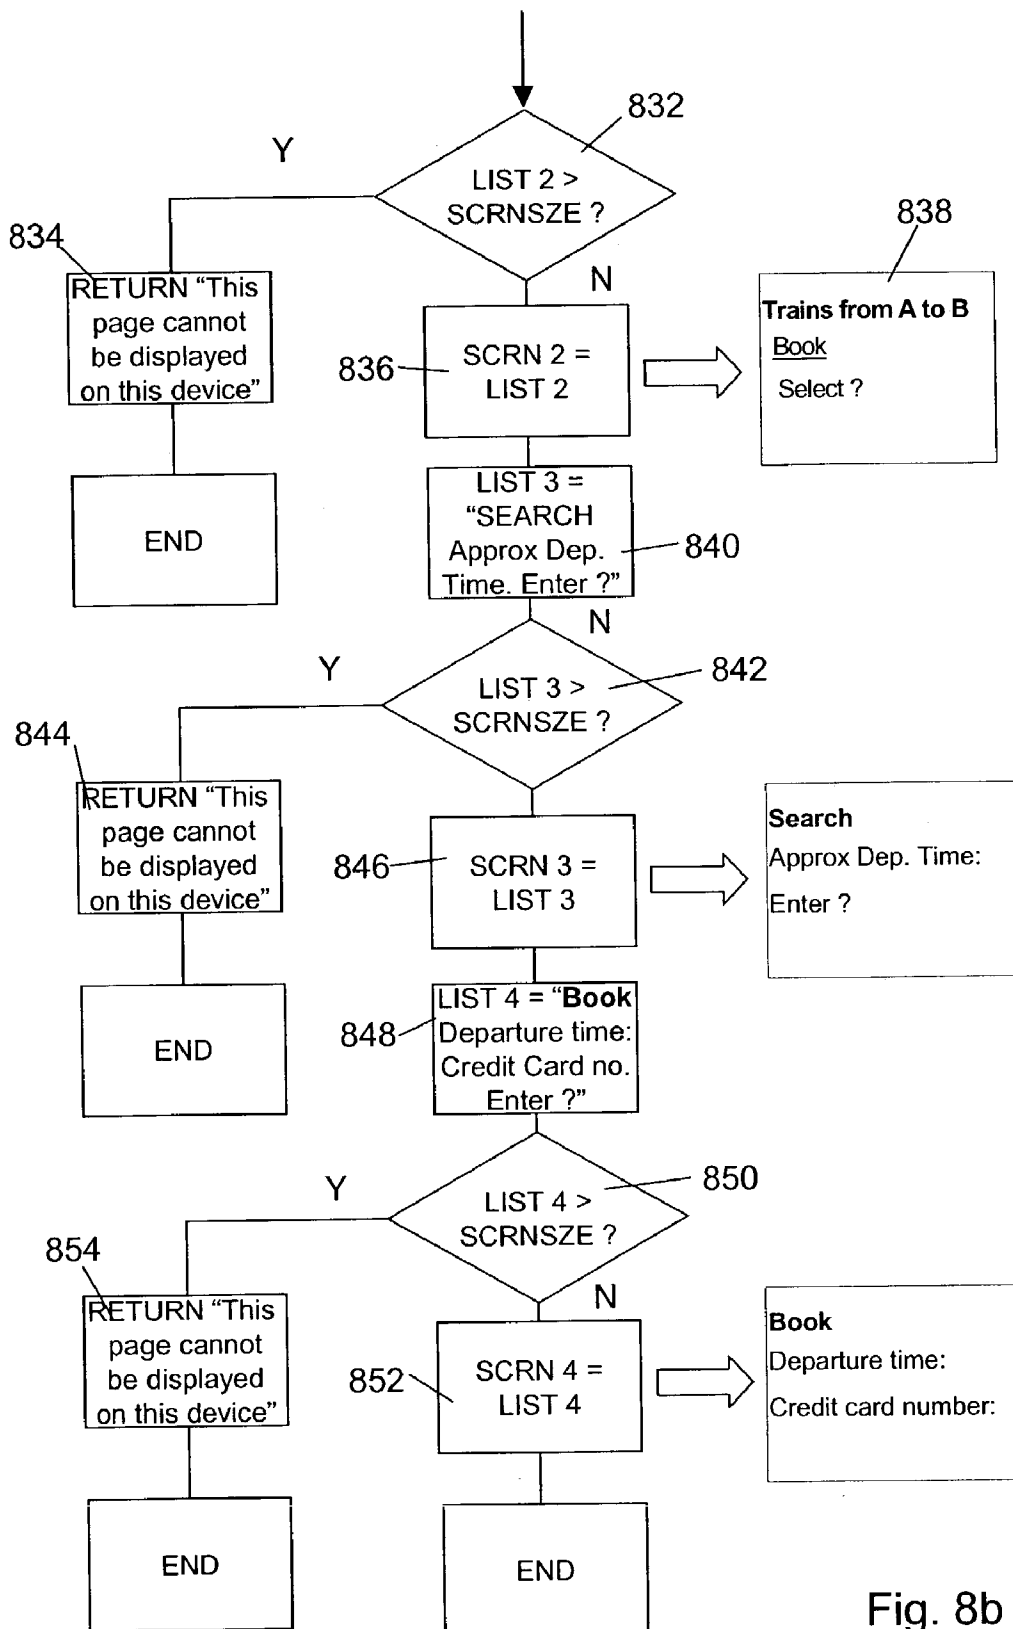 832
Y
LIST 2 >
SCRNSZE ?
838
834
N
RETURN “This
page cannot
be displayed
on this device”
836
SCRN 2 =
LIST 2
Trains from A to B
Book
Select ?
END
LIST 3 =
“SEARCH
Approx Dep.
Time. Enter ?”
840
N
Y
LIST 3 >
SCRNSZE ?
842
844
RETURN “This
page cannot
be displayed
on this device”
846
SCRN 3 =
LIST 3
Search
Approx Dep. Time:
Enter ?
END
848
LIST 4 = “Book
Departure time:
Credit Card no.
Enter ?”
Y
LIST 4 >
SCRNSZE ?
850
854
N
RETURN “This
page cannot
be displayed
on this device”
852
SCRN 4 =
LIST 4
Book
Departure time:
Credit card number:
END
END
Fig. 8b